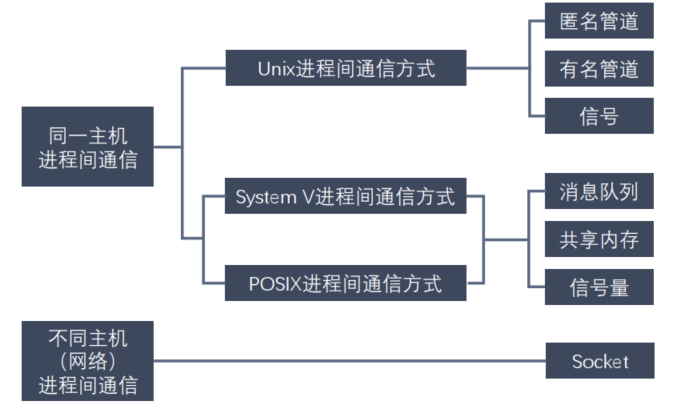 匿名管道
Unix进程间通信方式
有名管道
信号
同一主机
进程间通信
System V进程间通信方式
消息队列
共享内存
POSIX进程间通信方式
信号量
不同主机
（网络）
进程间通信
Socket